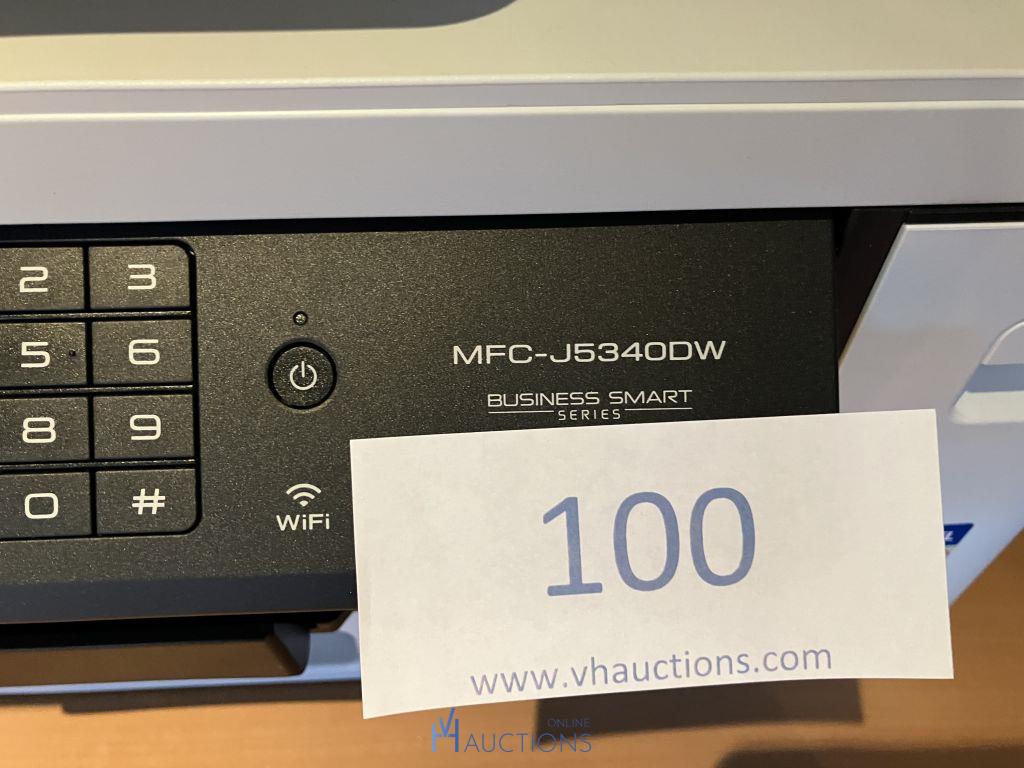 2 3
5 6
8 9
0 #
WiFi
MFC-J5340DW
BUSINESS SMART
SERIES
100
www.vhauctions.com
VH ONLINE
AUCTIONS